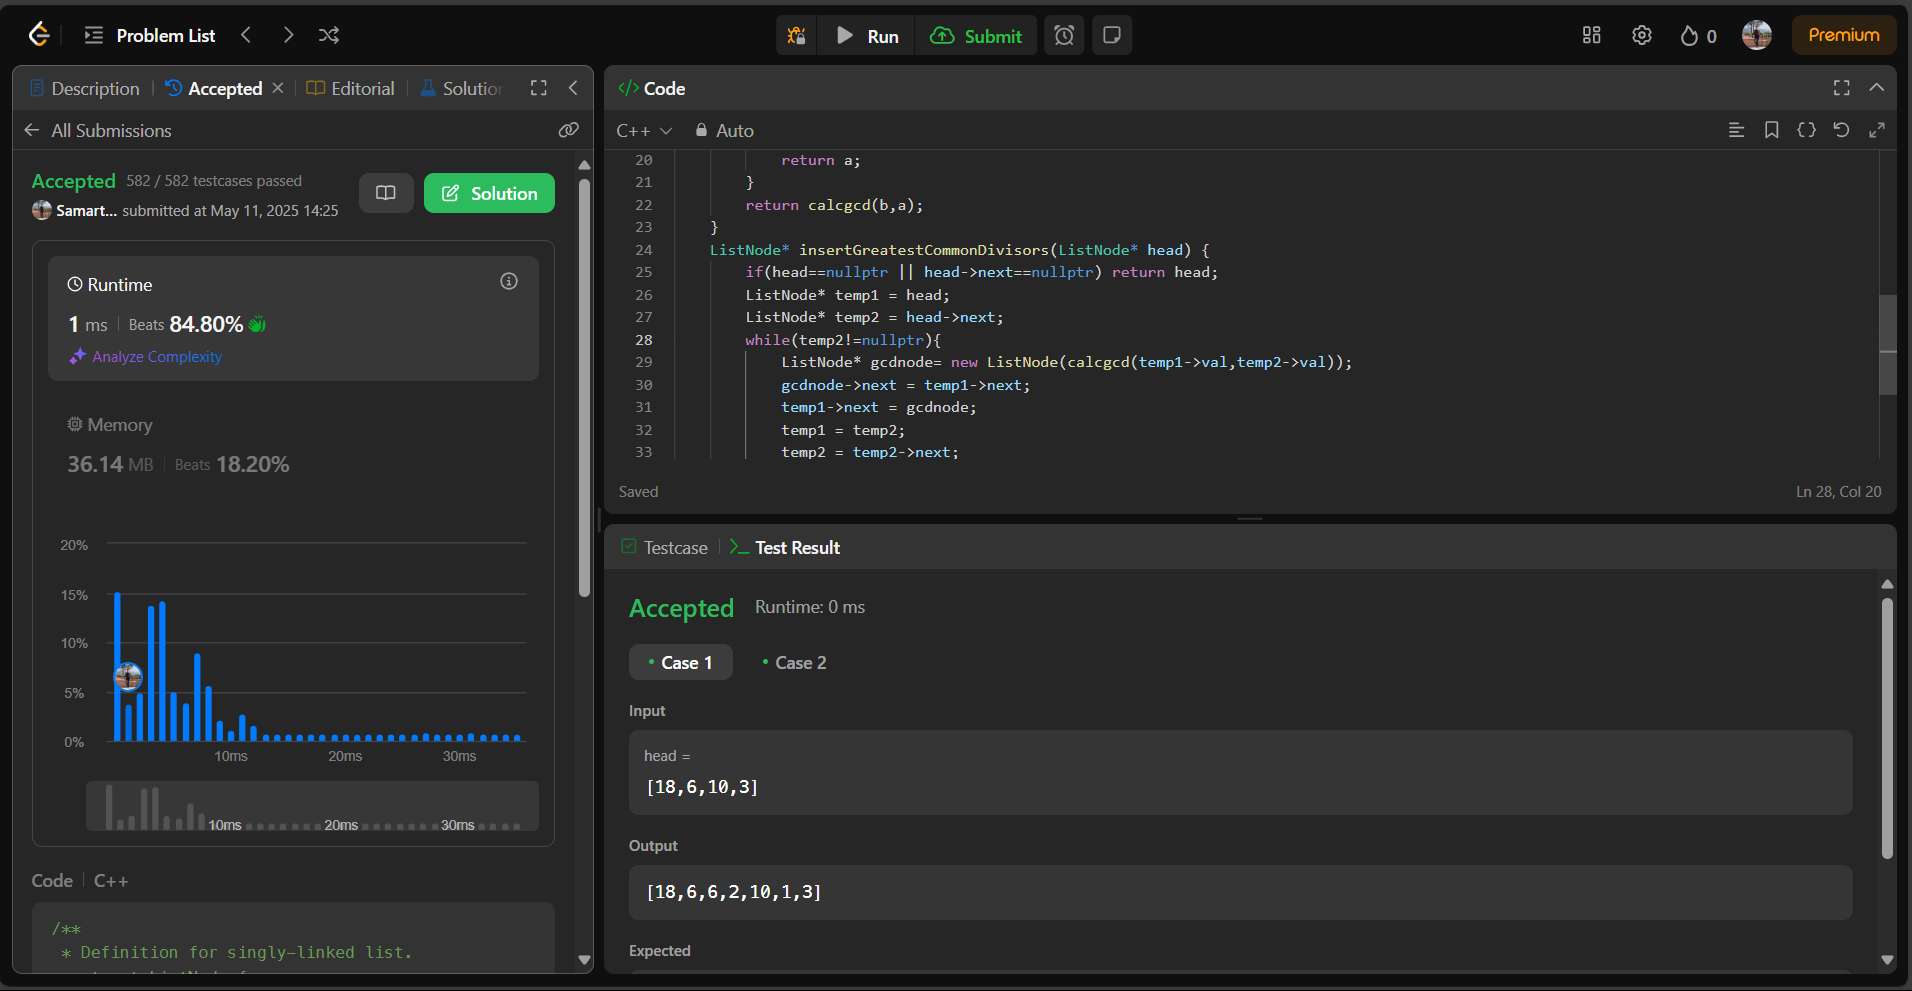 Problem List
Run
Submit
0
Premium
Description
Accepted
Editorial
Solution
All Submissions
Accepted 582 / 582 testcases passed
Samart... submitted at May 11, 2025 14:25
Solution
Runtime
1 ms
Beats 84.80%
Analyze Complexity
Memory
36.14 MB
Beats 18.20%
20%
15%
10%
5%
0%
10ms 20ms 30ms
10ms 20ms 30ms
Code C++
/**
* Definition for singly-linked list.
</> Code
C++ Auto
20 return a;
21 }
22 return calcgcd(b,a);
23 }
24 ListNode* insertGreatestCommonDivisors(ListNode* head) {
25 if(head==nullptr || head->next==nullptr) return head;
26 ListNode* temp1 = head;
27 ListNode* temp2 = head->next;
28 while(temp2!=nullptr){
29 ListNode* gcdnode= new ListNode(calcgcd(temp1->val,temp2->val));
30 gcdnode->next = temp1->next;
31 temp1->next = gcdnode;
32 temp1 = temp2;
33 temp2 = temp2->next;
Saved
Ln 28, Col 20
Testcase
Test Result
Accepted Runtime: 0 ms
Case 1
Case 2
Input
head =
[18,6,10,3]
Output
[18,6,6,2,10,1,3]
Expected